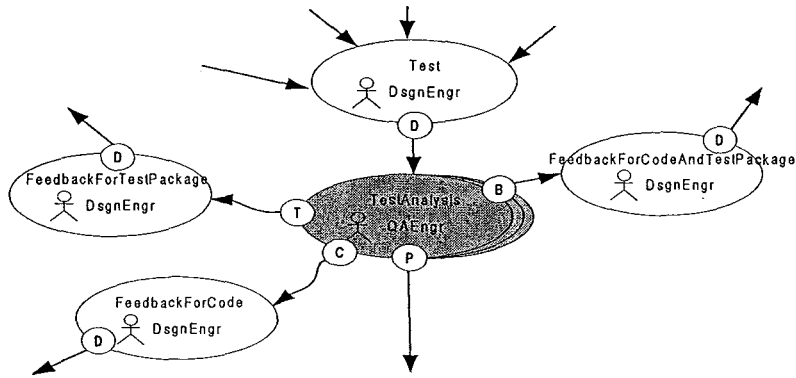 Test
DsgnEngr
D
D
FeedbackForTestPackage
DsgnEngr
D
FeedbackForCodeAndTestPackage
DsgnEngr
TestAnalysis
QAEngr
B
T
C
P
FeedbackForCode
DsgnEngr
D